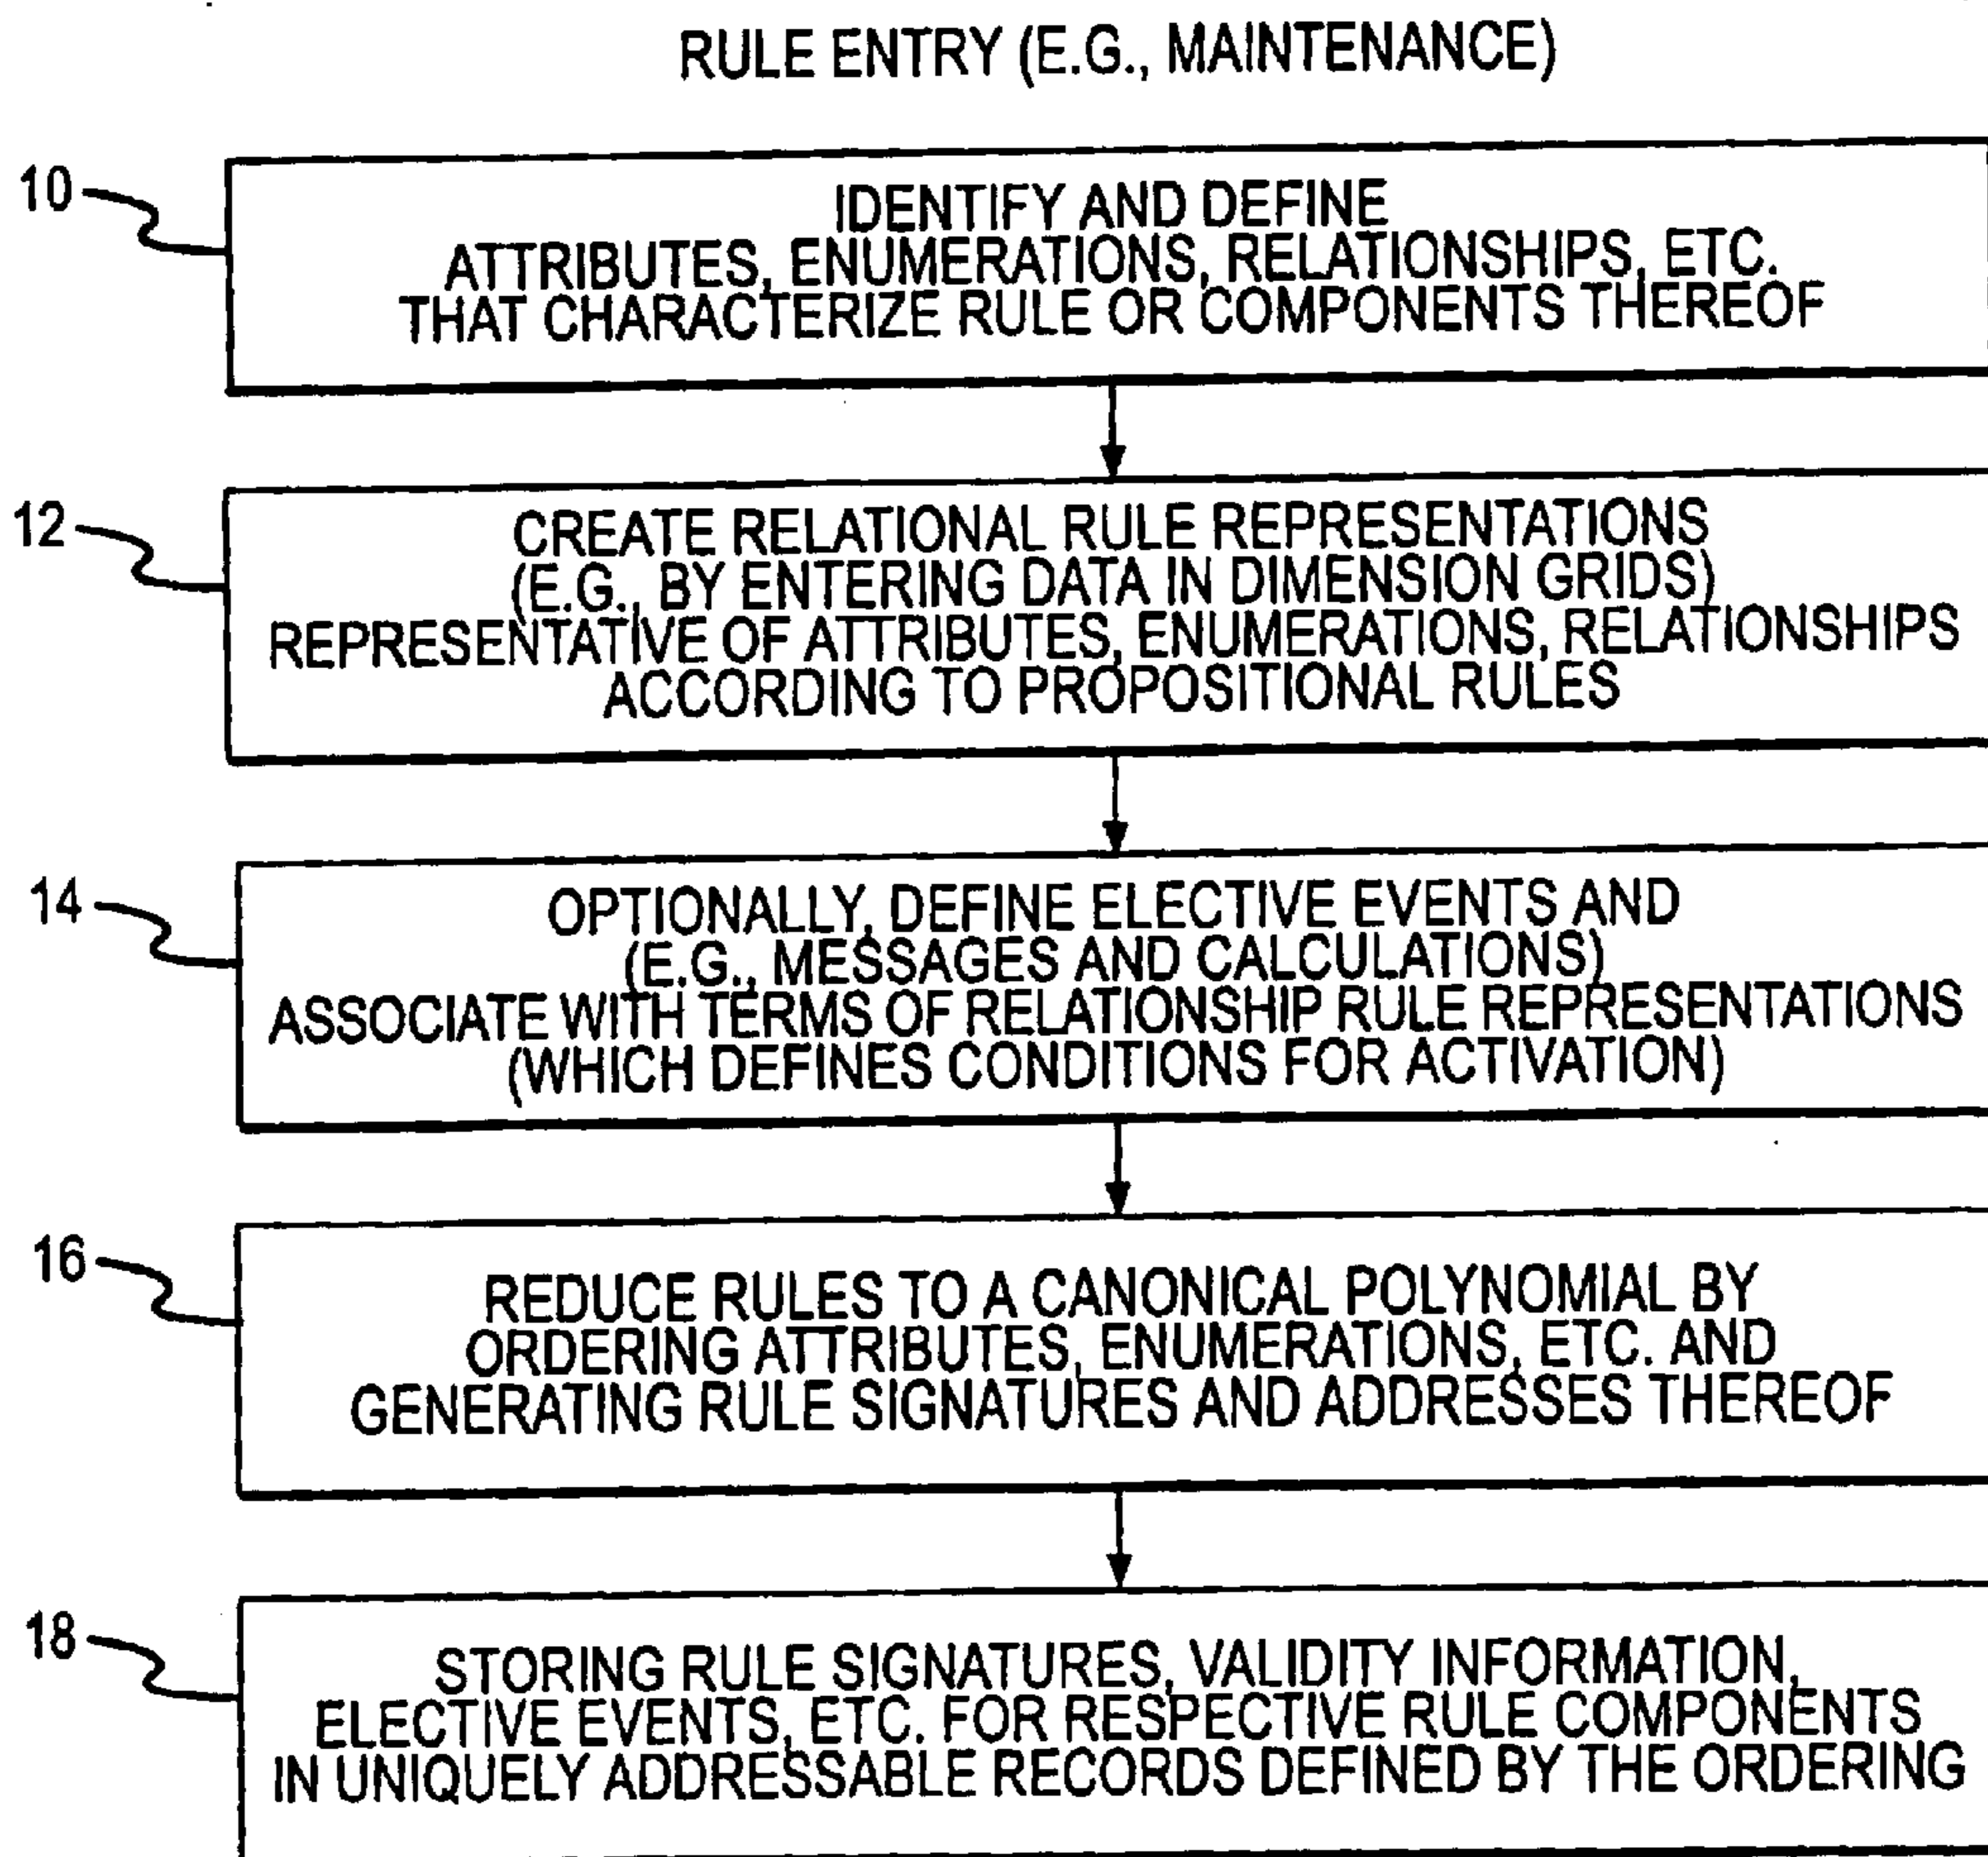 RULE ENTRY (E.G., MAINTENANCE)
10
IDENTIFY AND DEFINE
ATTRIBUTES, ENUMERATIONS, RELATIONSHIPS, ETC.
THAT CHARACTERIZE RULE OR COMPONENTS THEREOF
12
CREATE RELATIONAL RULE REPRESENTATIONS
(E.G., BY ENTERING DATA IN DIMENSION GRIDS)
REPRESENTATIVE OF ATTRIBUTES, ENUMERATIONS, RELATIONSHIPS
ACCORDING TO PROPOSITIONAL RULES
14
OPTIONALLY, DEFINE ELECTIVE EVENTS AND
(E.G., MESSAGES AND CALCULATIONS)
ASSOCIATE WITH TERMS OF RELATIONSHIP RULE REPRESENTATIONS
(WHICH DEFINES CONDITIONS FOR ACTIVATION)
16
REDUCE RULES TO A CANONICAL POLYNOMIAL BY
ORDERING ATTRIBUTES, ENUMERATIONS, ETC. AND
GENERATING RULE SIGNATURES AND ADDRESSES THEREOF
18
STORING RULE SIGNATURES, VALIDITY INFORMATION,
ELECTIVE EVENTS, ETC. FOR RESPECTIVE RULE COMPONENTS
IN UNIQUELY ADDRESSABLE RECORDS DEFINED BY THE ORDERING